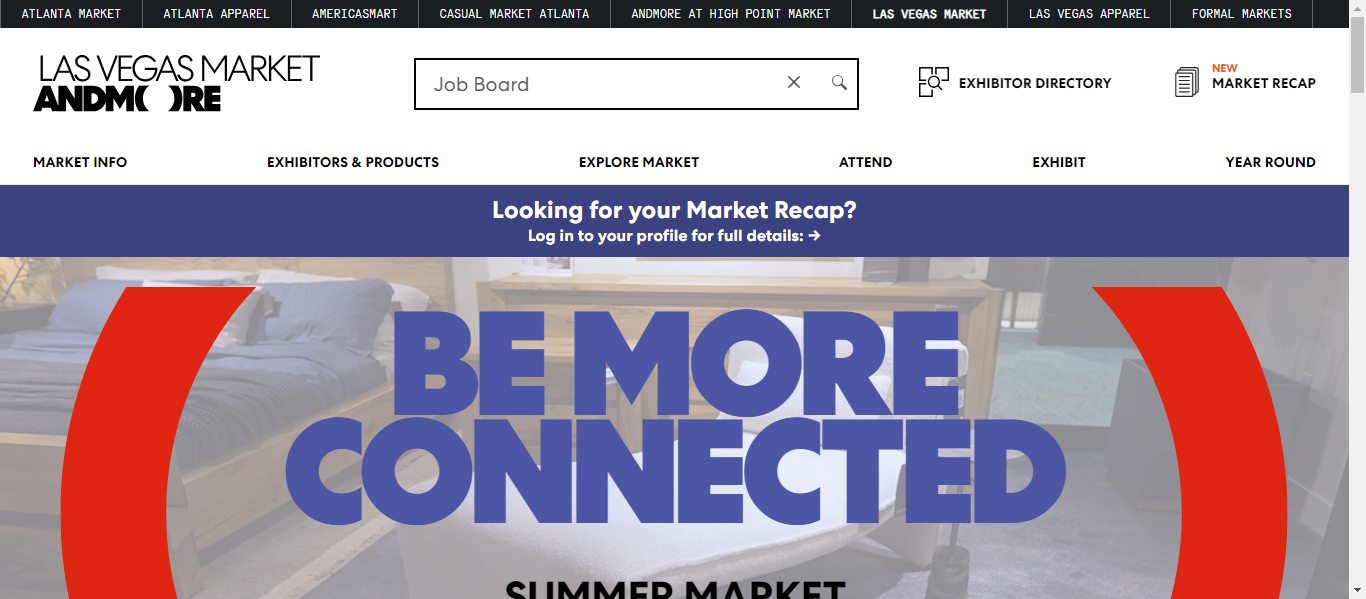 ATLANTA MARKET
ATLANTA APPAREL
AMERICASMART
CASUAL MARKET ATLANTA
ANDMORE AT HIGH POINT MARKET
LAS VEGAS MARKET
LAS VEGAS APPAREL
FORMAL MARKETS
LAS VEGAS MARKET
ANDM( )RE
Job Board
EXHIBITOR DIRECTORY
NEW
MARKET RECAP
MARKET INFO
EXHIBITORS & PRODUCTS
EXPLORE MARKET
ATTEND
EXHIBIT
YEAR ROUND
Looking for your Market Recap?
Log in to your profile for full details: →
BE MORE
CONNECTED
SUMMER MARKET